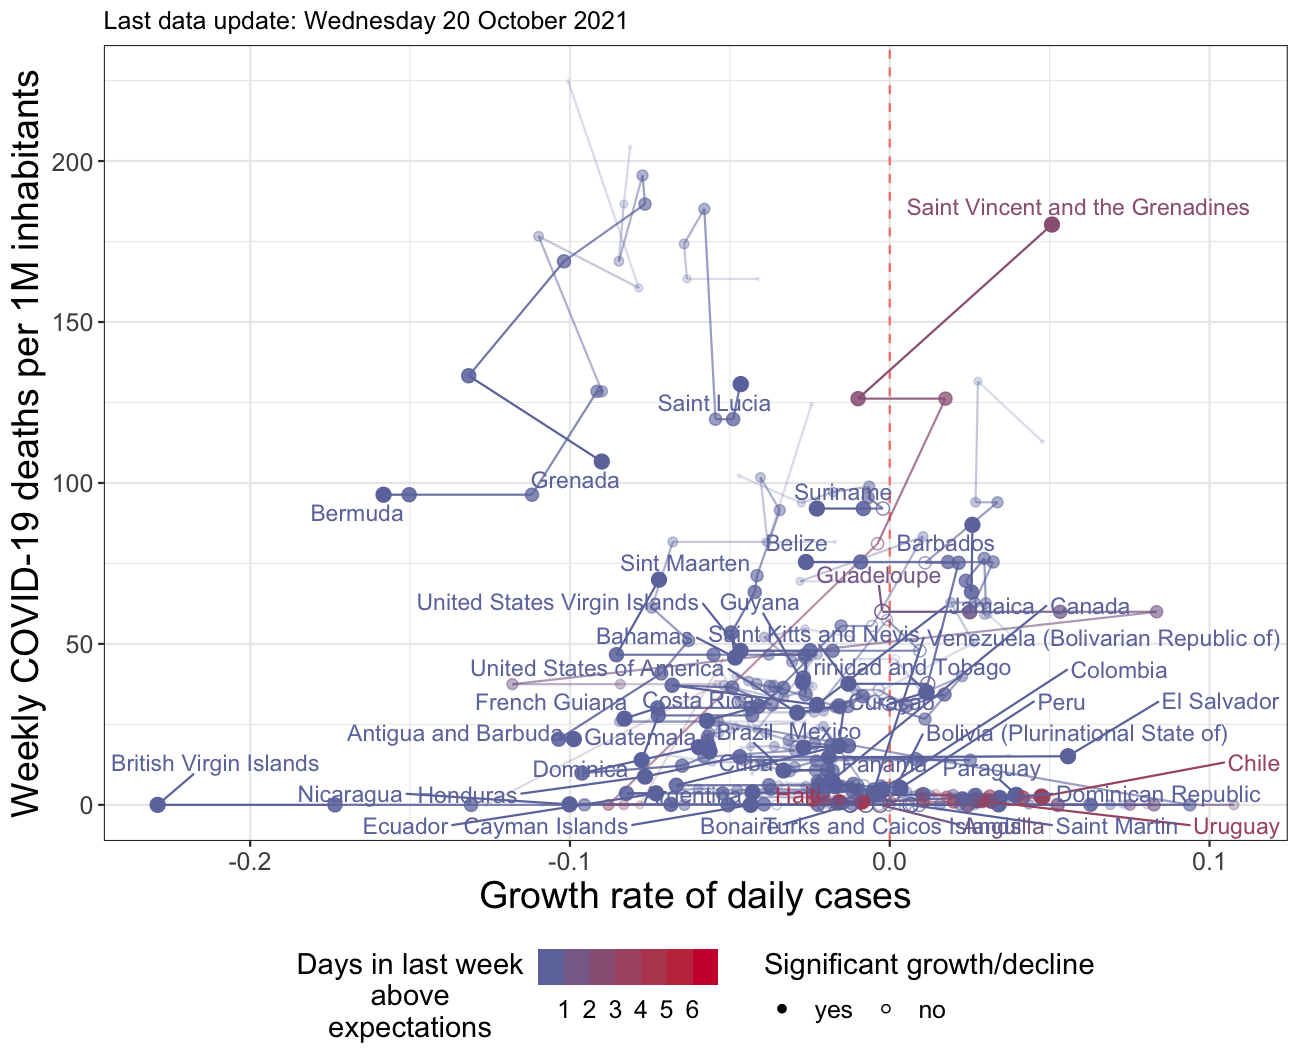 Last data update: Wednesday 20 October 2021
Weekly COVID-19 deaths per 1M inhabitants
200
150
100
50
0
Saint Vincent and the Grenadines
Saint Lucia
Grenada
Bermuda
Suriname
Belize
Barbados
Sint Maarten
Guadeloupe
United States Virgin Islands
Guyana
Jamaica
Canada
Bahamas
Saint Kitts and Nevis
Venezuela (Bolivarian Republic of)
United States of America
Trinidad and Tobago
Colombia
French Guiana
Costa Rica
Curaçao
Peru
El Salvador
Antigua and Barbuda
Guatemala
Brazil
Mexico
Bolivia (Plurinational State of)
British Virgin Islands
Dominica
Cuba
Panama
Paraguay
Chile
Nicaragua
Honduras
Argentina
Haiti
Dominican Republic
Ecuador
Cayman Islands
Bonaire
Turks and Caicos Islands
Anguilla
Saint Martin
Uruguay
-0.2
-0.1
0.0
0.1
Growth rate of daily cases
Days in last week
above
expectations
1 2 3 4 5 6
Significant growth/decline
yes
no